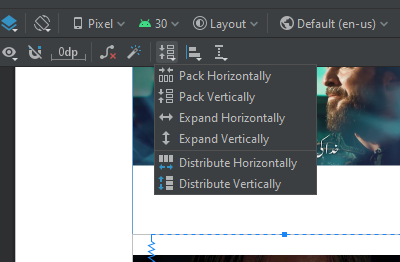 Pixel 30 Layout Default (en-us)
0dp
Pack Horizontally
Pack Vertically
Expand Horizontally
Expand Vertically
Distribute Horizontally
Distribute Vertically